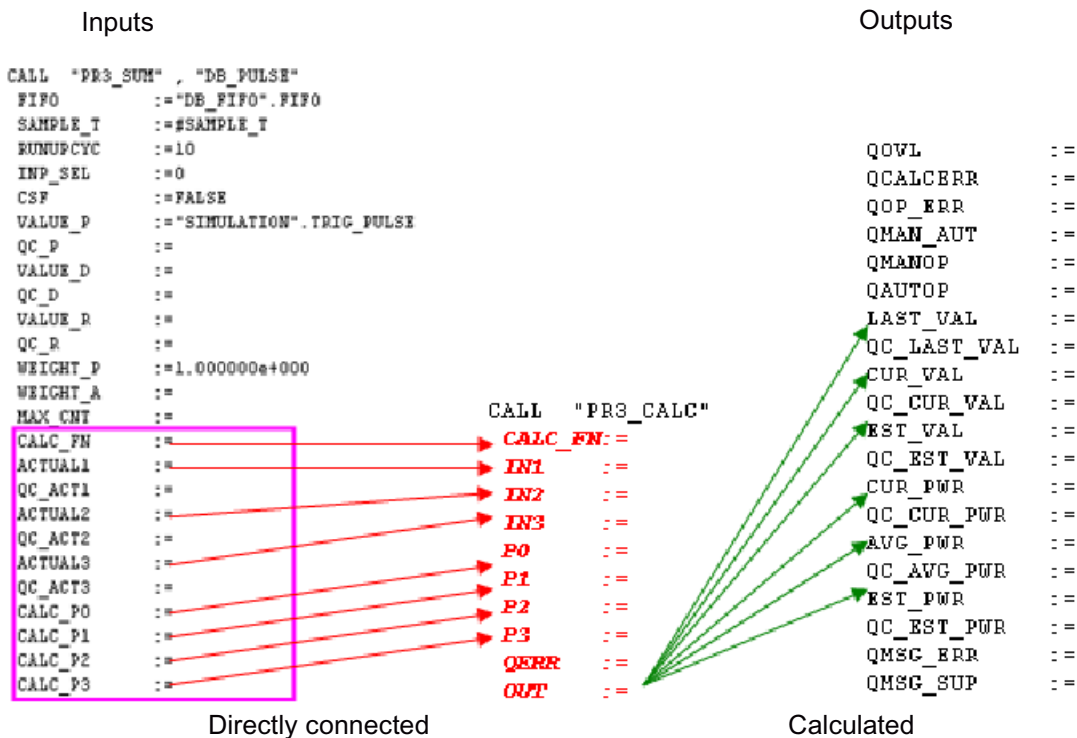 Inputs
Outputs
CALL "PR3_SUM" , "DB_PULSE"
FIFO :="DB_FIFO".FIFO
SAMPLE_T :=#SAMPLE_T
RUNUPCYC :=10
INP_SEL :=0
CSF :=FALSE
VALUE_P :="SIMULATION".TRIG_PULSE
QC_P :=
VALUE_D :=
QC_D :=
VALUE_R :=
QC_R :=
WEIGHT_P :=1.000000e+000
WEIGHT_A :=
MAX_CNT :=
CALC_FN :=
ACTUAL1 :=
QC_ACT1 :=
ACTUAL2 :=
QC_ACT2 :=
ACTUAL3 :=
QC_ACT3 :=
CALC_P0 :=
CALC_P1 :=
CALC_P2 :=
CALC_P3 :=
CALL "PR3_CALC"
CALC_FN:=
IN1 :=
IN2 :=
IN3 :=
P0 :=
P1 :=
P2 :=
P3 :=
QERR :=
OUT :=
QOVL :=
QCALCERR :=
QOP_ERR :=
QMAN_AUT :=
QMANOP :=
QAUTOP :=
LAST_VAL :=
QC_LAST_VAL :=
CUR_VAL :=
QC_CUR_VAL :=
EST_VAL :=
QC_EST_VAL :=
CUR_PWR :=
QC_CUR_PWR :=
AVG_PWR :=
QC_AVG_PWR :=
EST_PWR :=
QC_EST_PWR :=
QMSG_ERR :=
QMSG_SUP :=
Directly connected
Calculated